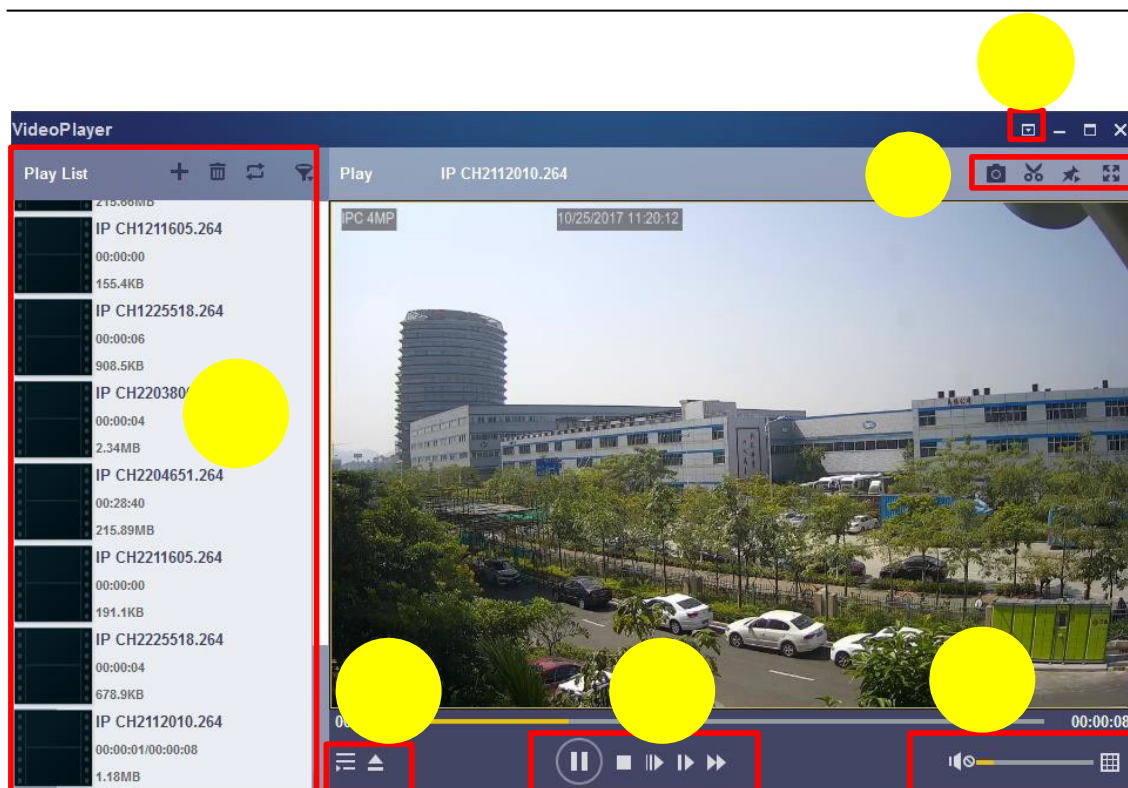 VideoPlayer
Play List
Play IP CH2112010.264
215.66MB
IP CH1211605.264
00:00:00
155.4KB
IP CH1225518.264
00:00:06
908.5KB
00:00:04
2.34MB
IP CH2204651.264
00:28:40
215.89MB
IP CH2211605.264
00:00:00
191.1KB
IP CH2225518.264
00:00:04
678.9KB
IP CH2112010.264
00:00:01/00:00:08
1.18MB
IPC 4MP 10/25/2017 11:20:12
00:00:08